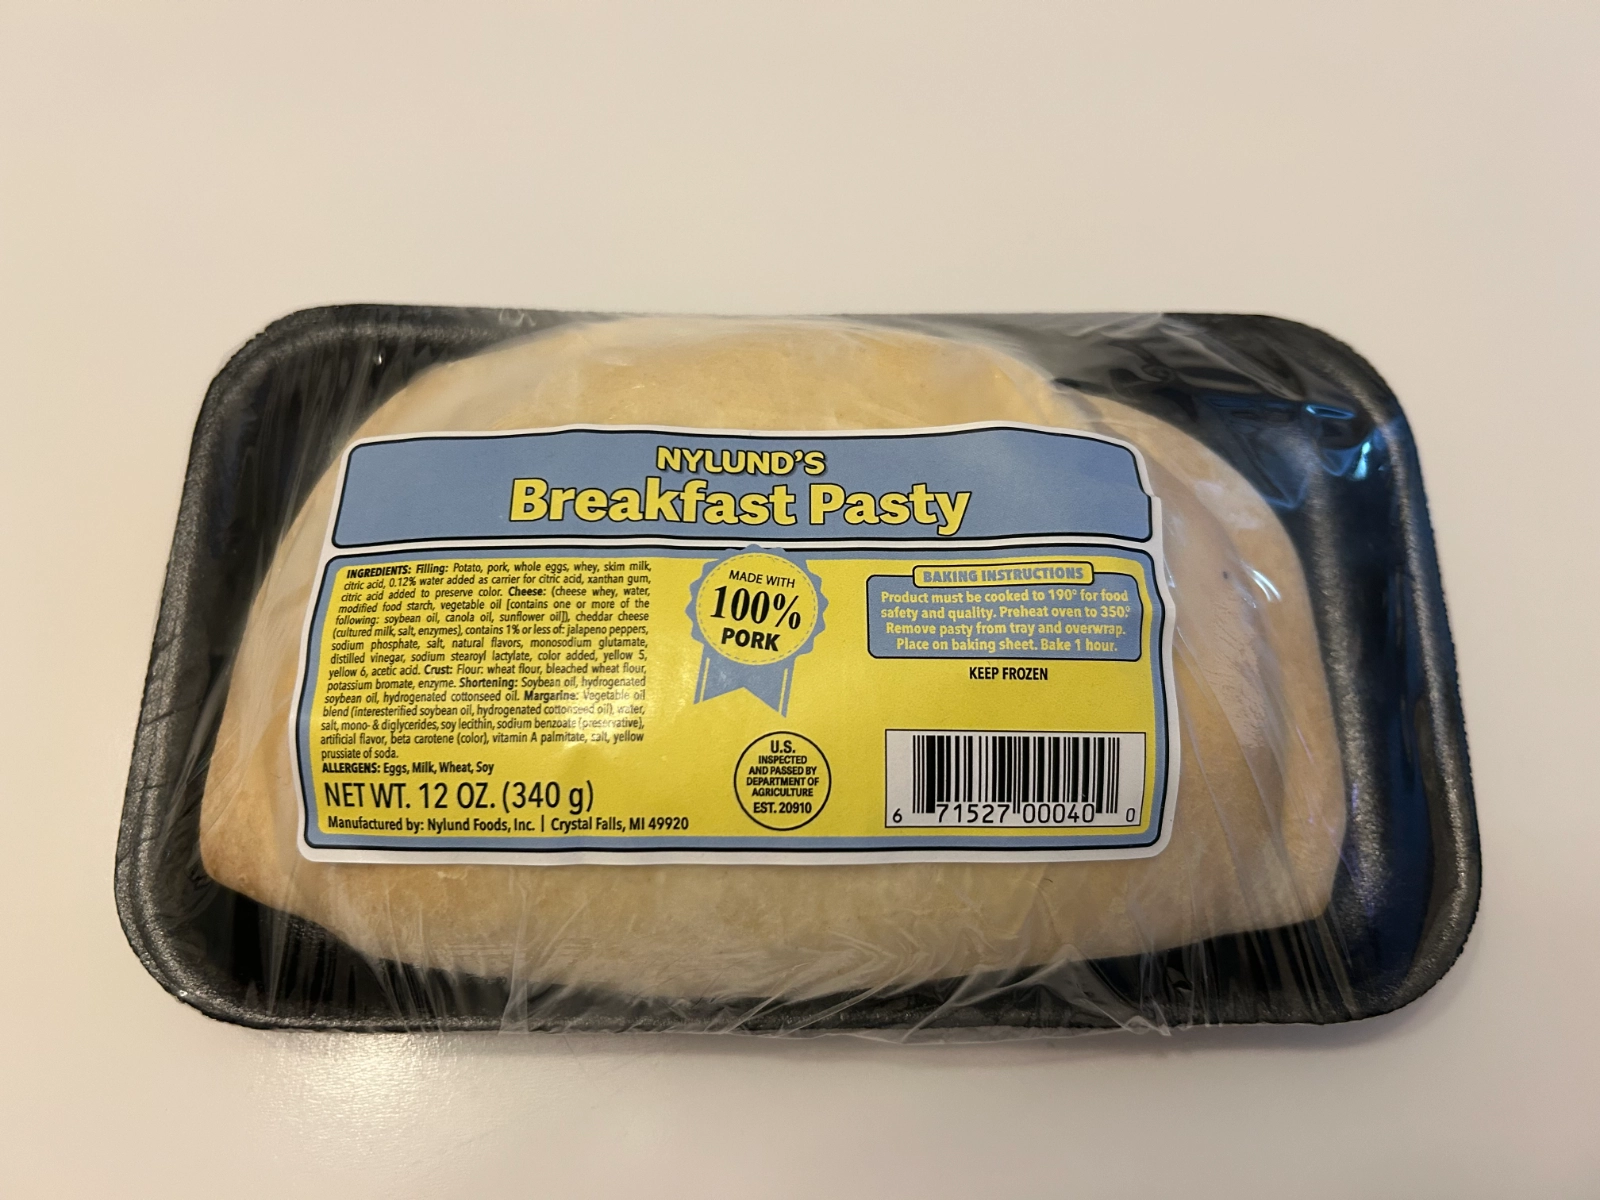 NYLUND'S
Breakfast Pasty
INGREDIENTS: Filling: Potato, pork, whole eggs, whey, skim milk,
citric acid, 0.12% water added as carrier for citric acid, xanthan gum,
citric acid added to preserve color. Cheese: (cheese whey, water,
modified food starch, vegetable oil [contains one or more of the
following: soybean oil, canola oil, sunflower oil]), cheddar cheese
(cultured milk, salt, enzymes), contains 1% or less of: jalapeno peppers,
sodium phosphate, salt, natural flavors, monosodium glutamate,
distilled vinegar, sodium stearoyl lactylate, color added, yellow 5,
yellow 6, acetic acid. Crust: Flour: wheat flour, bleached wheat flour,
potassium bromate, enzyme. Shortening: Soybean oil, hydrogenated
soybean oil, hydrogenated cottonseed oil. Margarine: Vegetable oil
blend (interesterified soybean oil, hydrogenated cottonseed oil), water,
salt, mono- & diglycerides, soy lecithin, sodium benzoate (preservative),
artificial flavor, beta carotene (color), vitamin A palmitate, salt, yellow
prussiate of soda.
ALLERGENS: Eggs, Milk, Wheat, Soy
NET WT. 12 OZ. (340 g)
Manufactured by: Nylund Foods, Inc. | Crystal Falls, MI 49920
MADE WITH
100%
PORK
U.S.
INSPECTED
AND PASSED BY
DEPARTMENT OF
AGRICULTURE
EST. 20910
BAKING INSTRUCTIONS
Product must be cooked to 190° for food
safety and quality. Preheat oven to 350°.
Remove pasty from tray and overwrap.
Place on baking sheet. Bake 1 hour.
KEEP FROZEN
6 71527 00040 0